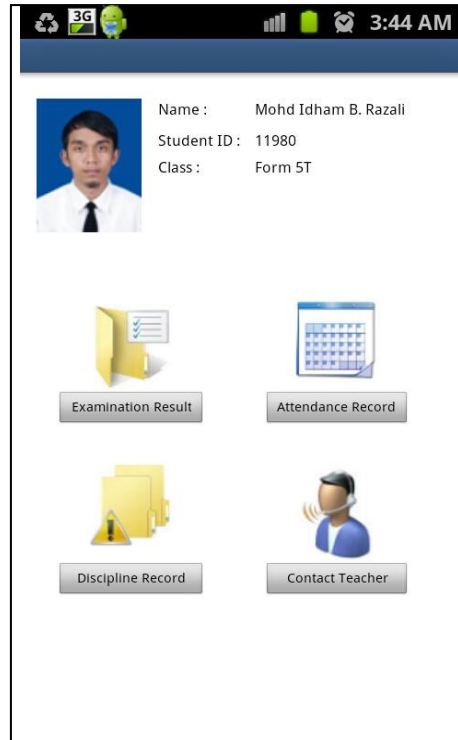 3G 3:44 AM
Name : Mohd Idham B. Razali
Student ID : 11980
Class : Form 5T
Examination Result Attendance Record
Discipline Record Contact Teacher